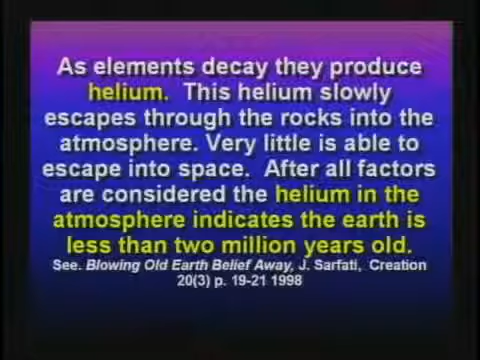 As elements decay they produce
helium. This helium slowly
escapes through the rocks into the
atmosphere. Very little is able to
escape into space. After all factors
are considered the helium in the
atmosphere indicates the earth is
less than two million years old.
See. Blowing Old Earth Belief Away, J. Sarfati, Creation
20(3) p. 19-21 1998